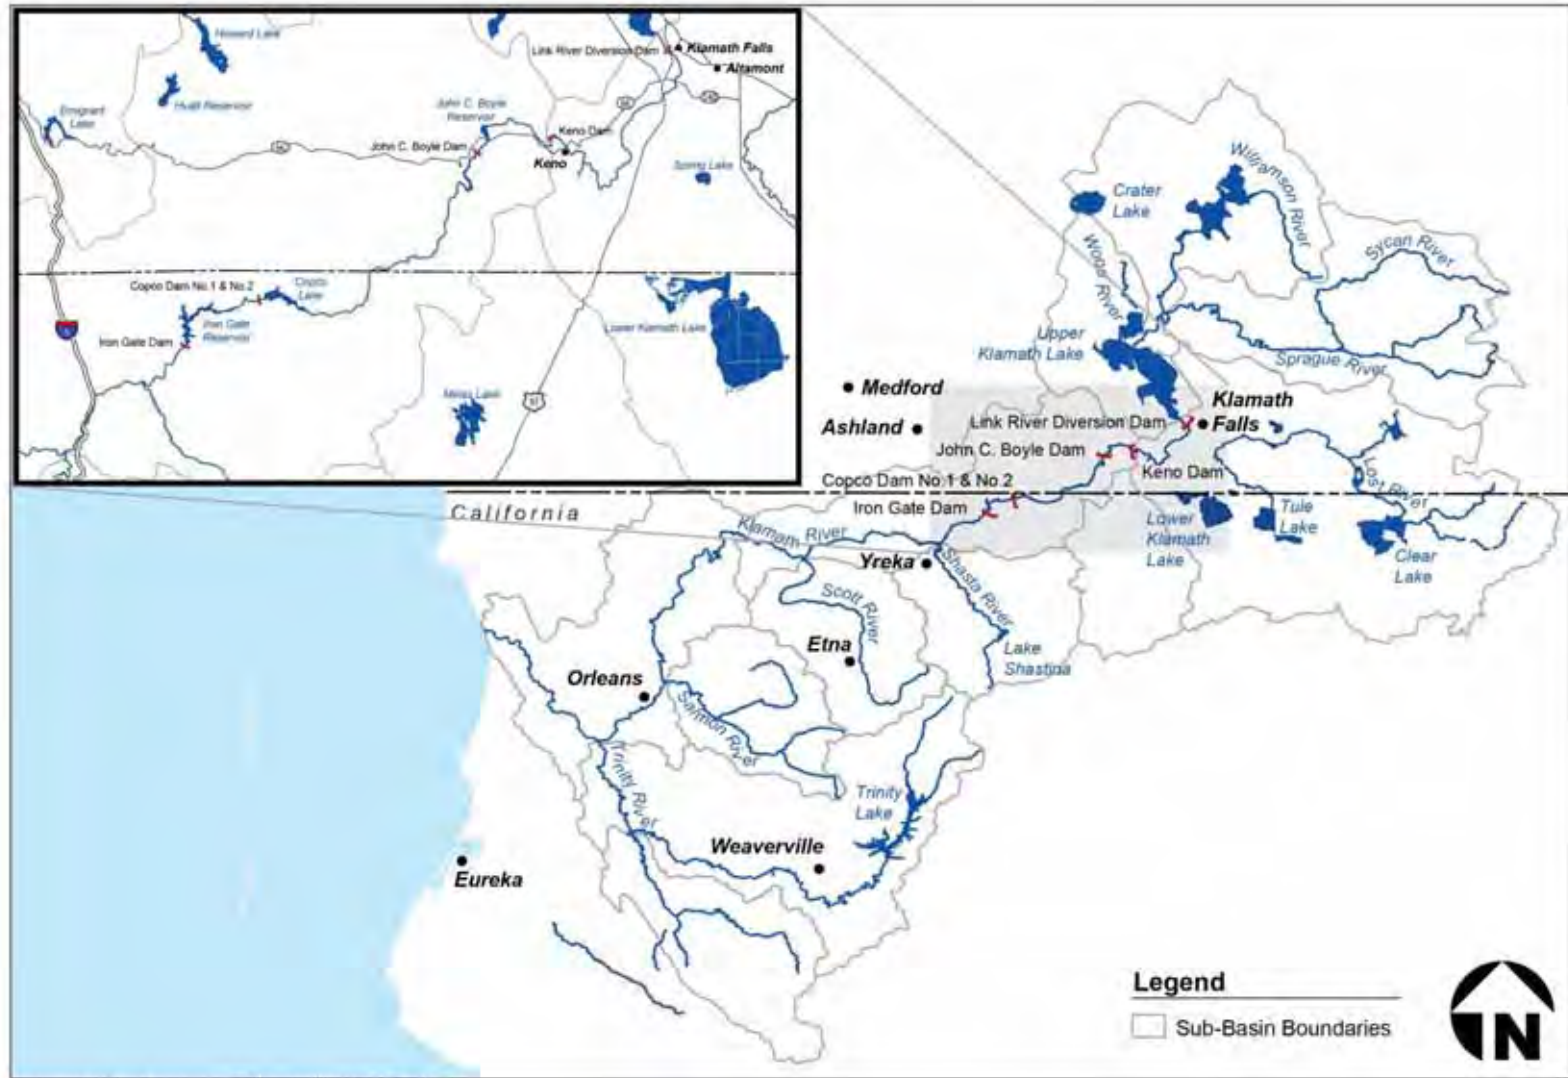 Howard Lake
Link River Diversion Dam
Klamath Falls
Altamont
Hyatt Reservoir
Emigrant
Lake
John C. Boyle
Reservoir
Keno Dam
John C. Boyle Dam
Keno
Spring Lake
Copco Dam No.1 & No.2
Copco
Lake
Iron Gate
Reservoir
Iron Gate Dam
Lower Klamath Lake
Meiss Lake
97
Williamson River
Crater
Lake
Sycan River
Wood River
Upper
Klamath Lake
Sprague River
Medford
Klamath
Falls
Ashland
Link River Diversion Dam
John C. Boyle Dam
Keno Dam
Copco Dam No.1 & No.2
Lost River
California
Iron Gate Dam
Lower
Klamath
Lake
Tule
Lake
Klamath River
Clear
Lake
Yreka
Shasta River
Scott River
Etna
Lake
Shastina
Orleans
Salmon River
Trinity River
Trinity
Lake
Weaverville
Eureka
Legend
Sub-Basin Boundaries
N